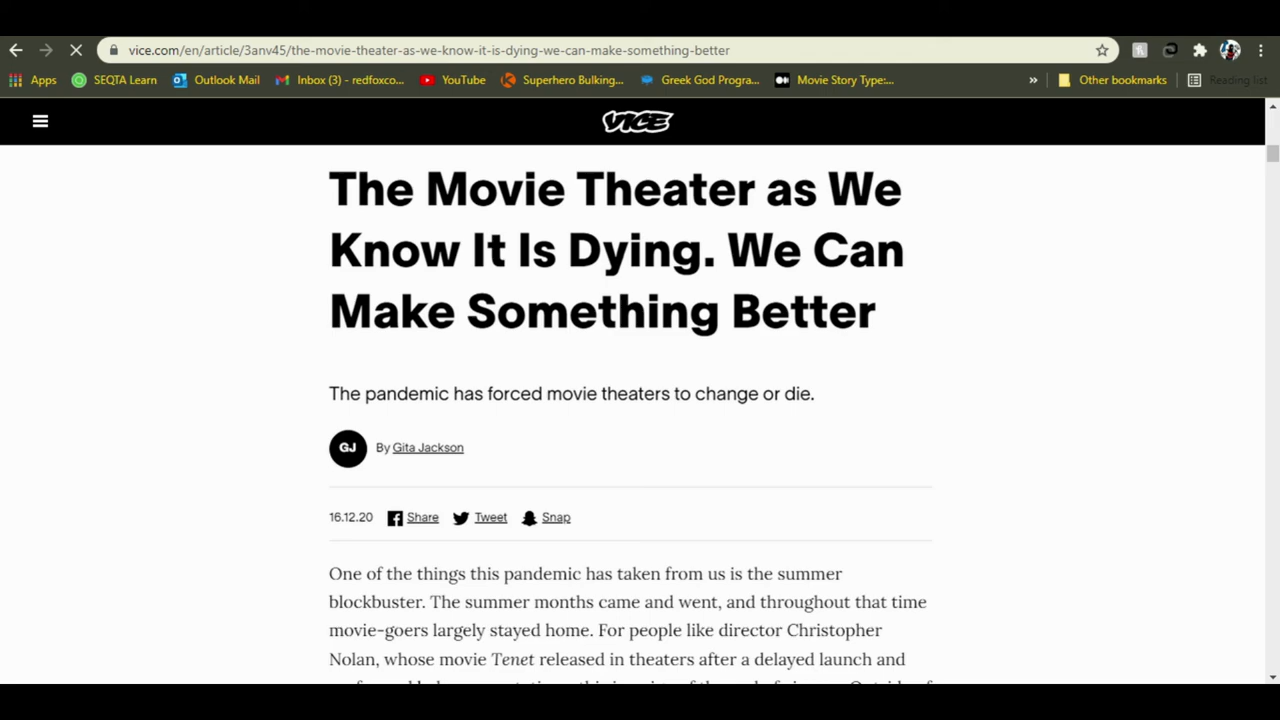 vice.com/en/article/3anv45/the-movie-theater-as-we-know-it-is-dying-we-can-make-something-better
Apps SEQTA Learn Outlook Mail Inbox (3) - redfoxco... YouTube Superhero Bulking... Greek God Progra... Movie Story Type:... » Other bookmarks Reading list
VICE
The Movie Theater as We
Know It Is Dying. We Can
Make Something Better
The pandemic has forced movie theaters to change or die.
GJ By Gita Jackson
16.12.20 Share Tweet Snap
One of the things this pandemic has taken from us is the summer
blockbuster. The summer months came and went, and throughout that time
movie-goers largely stayed home. For people like director Christopher
Nolan, whose movie Tenet released in theaters after a delayed launch and